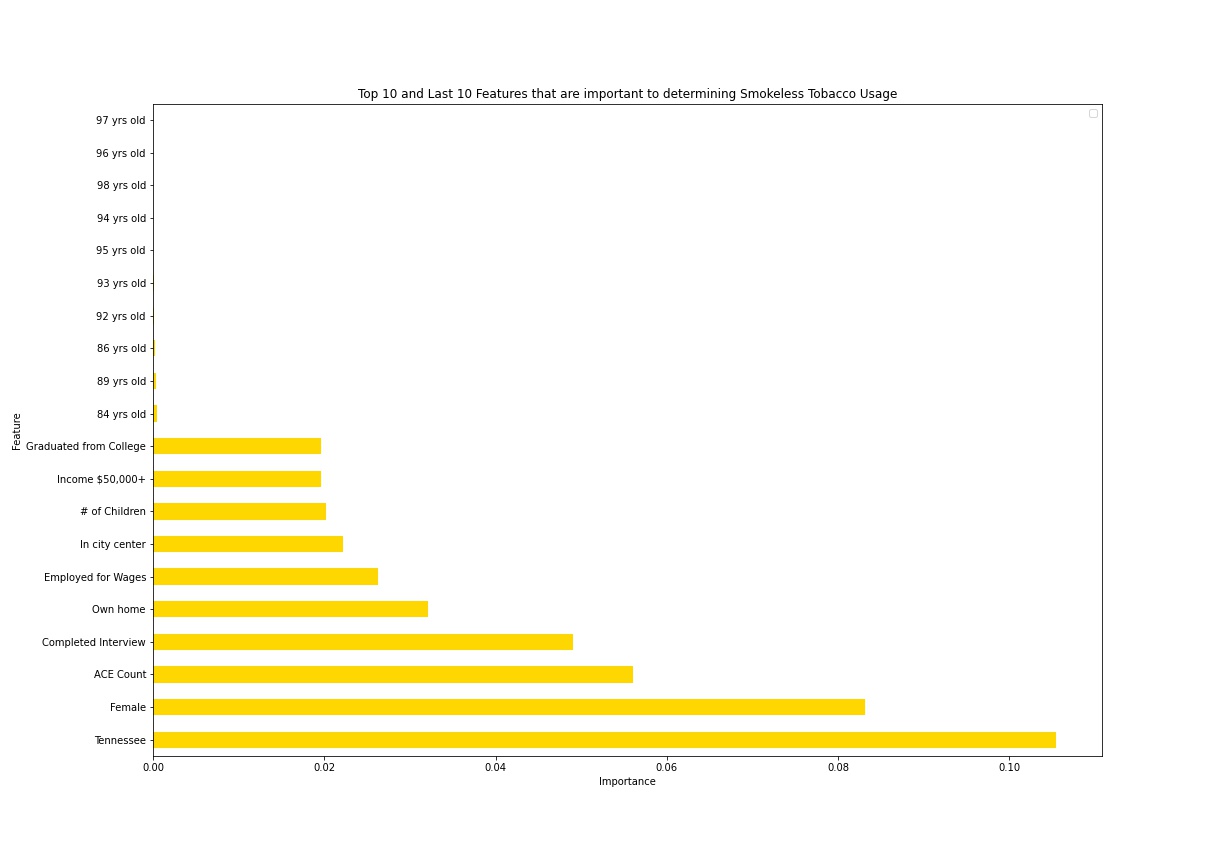 Top 10 and Last 10 Features that are important to determining Smokeless Tobacco Usage
97 yrs old
96 yrs old
98 yrs old
94 yrs old
95 yrs old
93 yrs old
92 yrs old
86 yrs old
89 yrs old
84 yrs old
Graduated from College
Income $50,000+
# of Children
In city center
Employed for Wages
Own home
Completed Interview
ACE Count
Female
Tennessee
Feature
0.00 0.02 0.04 0.06 0.08 0.10
Importance